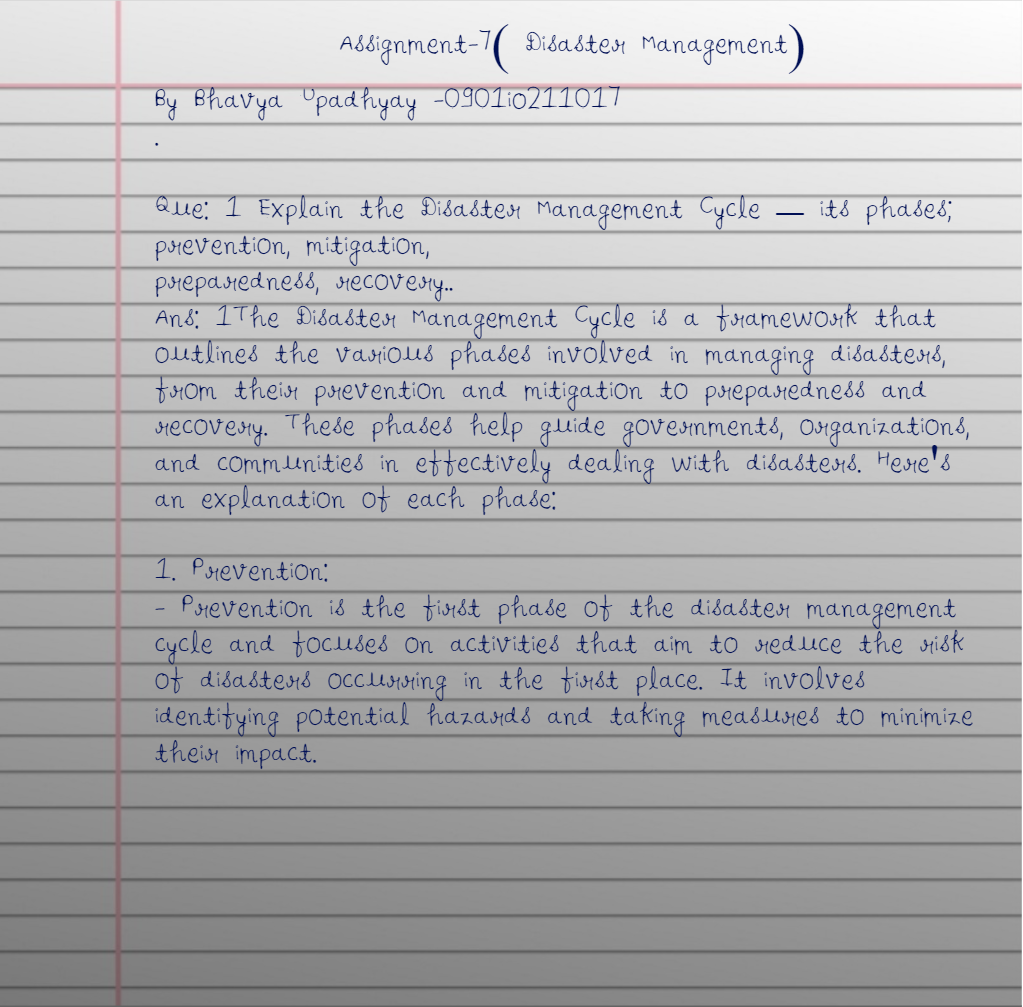 Assignment-7( Disaster Management)
By Bhavya Upadhyay -0901io211017
.
Que: 1 Explain the Disaster Management Cycle — its phases;
prevention, mitigation,
preparedness, recovery..
Ans: 1The Disaster Management Cycle is a framework that
outlines the various phases involved in managing disasters,
from their prevention and mitigation to preparedness and
recovery. These phases help guide governments, organizations,
and communities in effectively dealing with disasters. Here's
an explanation of each phase:
1. Prevention:
- Prevention is the first phase of the disaster management
cycle and focuses on activities that aim to reduce the risk
of disasters occurring in the first place. It involves
identifying potential hazards and taking measures to minimize
their impact.